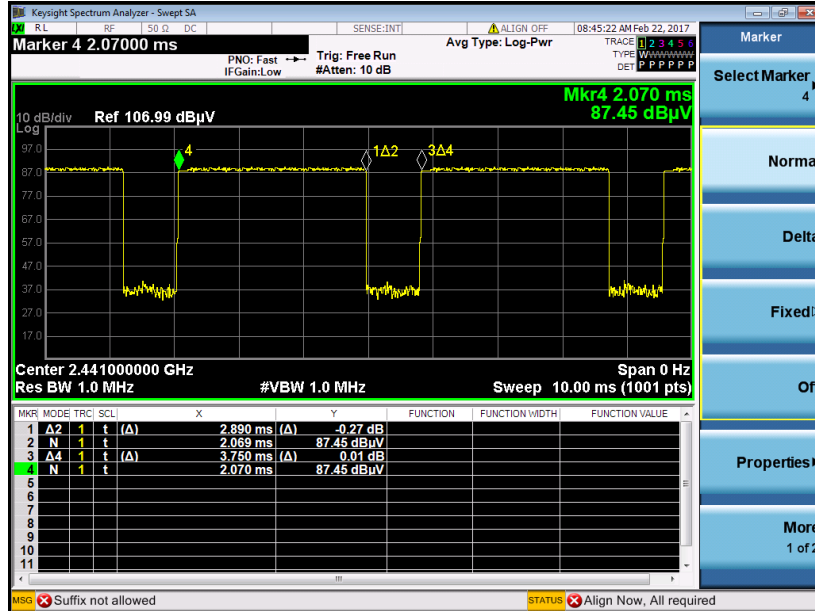 Keysight Spectrum Analyzer - Swept SA
LXI RL RF 50 Ω DC SENSE:INT ALIGN OFF 08:45:22 AM Feb 22, 2017
Marker 4 2.07000 ms
PNO: Fast
IFGain:Low
Trig: Free Run
#Atten: 10 dB
Avg Type: Log-Pwr
TRACE 1 2 3 4 5 6
TYPE W
DET P P P P P P
Mkr4 2.070 ms
87.45 dBµV
10 dB/div Ref 106.99 dBµV
Log
97.0
87.0
77.0
67.0
57.0
47.0
37.0
27.0
17.0
4
1Δ2
3Δ4
Center 2.441000000 GHz Span 0 Hz
Res BW 1.0 MHz #VBW 1.0 MHz Sweep 10.00 ms (1001 pts)
MKR MODE TRC SCL X Y FUNCTION FUNCTION WIDTH FUNCTION VALUE
1 Δ2 1 t (Δ) 2.890 ms (Δ) -0.27 dB
2 N 1 t 2.069 ms 87.45 dBµV
3 Δ4 1 t (Δ) 3.750 ms (Δ) 0.01 dB
4 N 1 t 2.070 ms 87.45 dBµV
5
6
7
8
9
10
11
MSG Suffix not allowed STATUS Align Now, All required
Marker
Select Marker
4
Norma
Delta
Fixed
Of
Properties
More
1 of 2